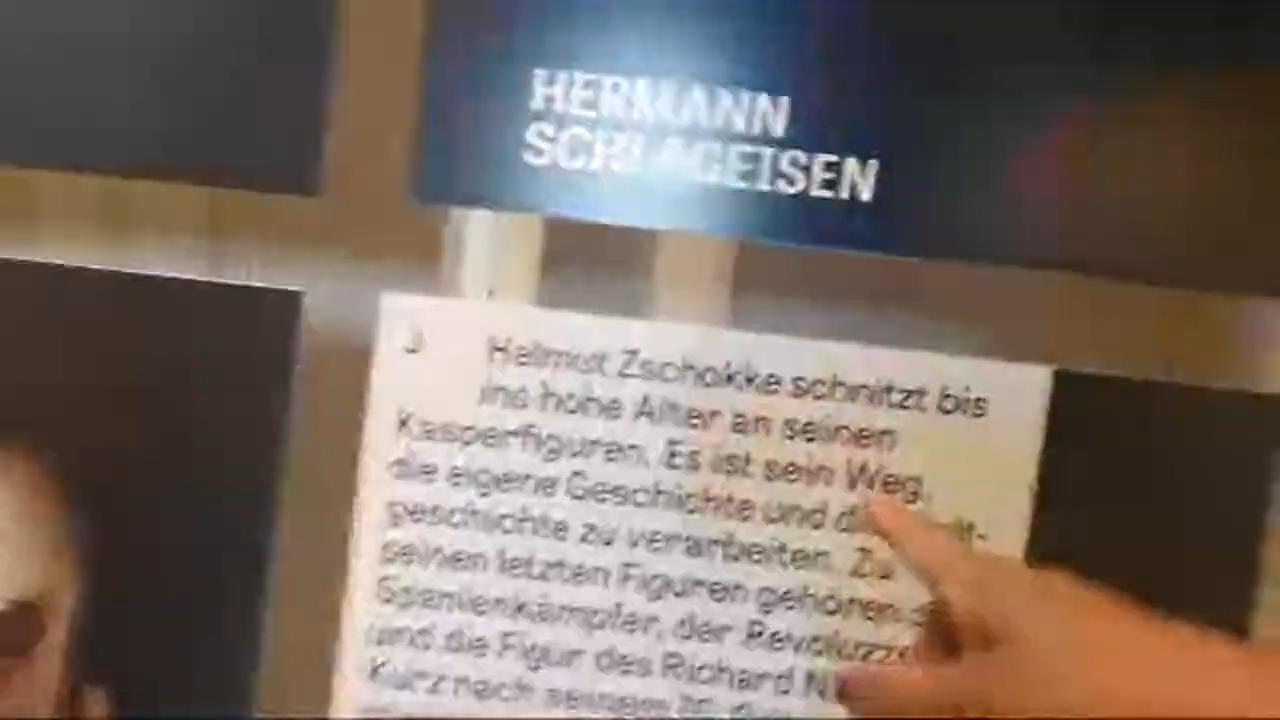 HERMANN
SCHLAGEISEN
Helmut Zschokke schnitzt bis
ins hohe Alter an seinen
Kasperfiguren. Es ist sein Weg,
die eigene Geschichte und
geschichte zu verarbeiten. Zu
seinen letzten Figuren gehören
Spanienkämpfer, der
und die Figur des Richard
Kurz nach seinem